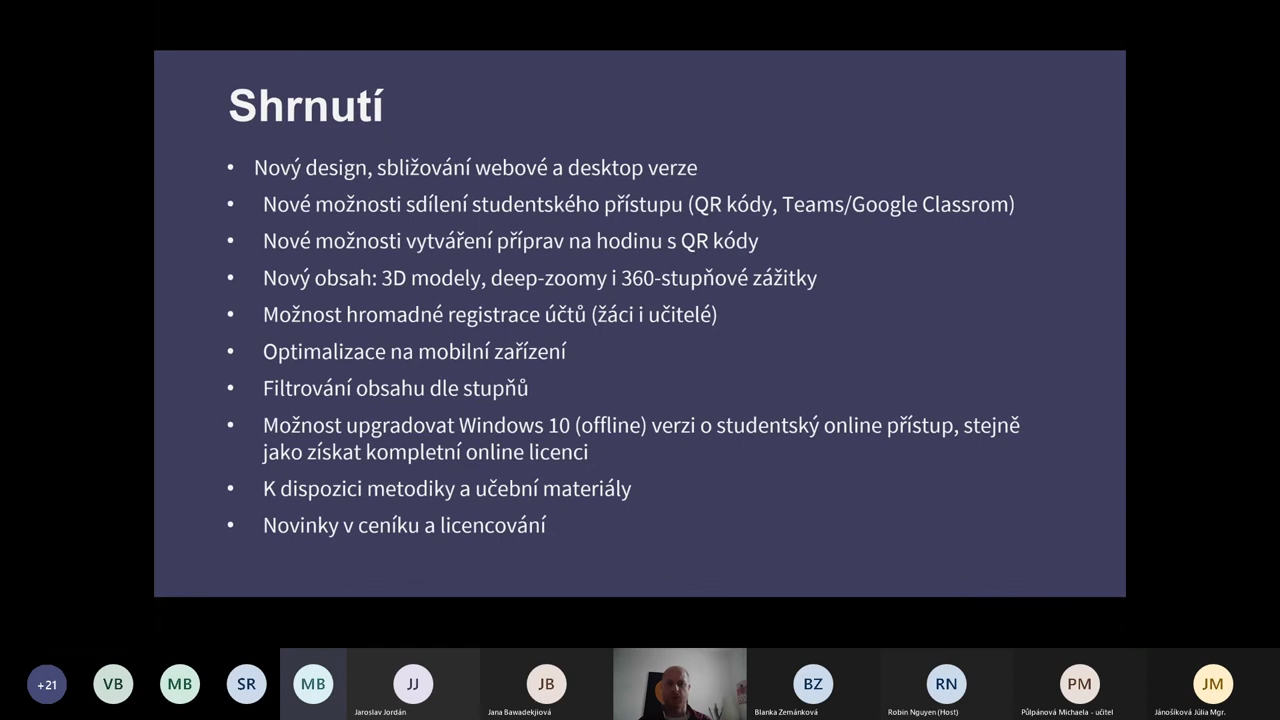 Shrnutí
• Nový design, sbližování webové a desktop verze
• Nové možnosti sdílení studentského přístupu (QR kódy, Teams/Google Classrom)
• Nové možnosti vytváření příprav na hodinu s QR kódy
• Nový obsah: 3D modely, deep-zoomy i 360-stupňové zážitky
• Možnost hromadné registrace účtů (žáci i učitelé)
• Optimalizace na mobilní zařízení
• Filtrování obsahu dle stupňů
• Možnost upgradovat Windows 10 (offline) verzi o studentský online přístup, stejně
jako získat kompletní online licenci
• K dispozici metodiky a učební materiály
• Novinky v ceníku a licencování
+21 VB MB SR MB JJ JB BZ RN PM JM
Jaroslav Jordán Jana Bawadekjiová Blanka Zemánková Robin Nguyen (Host) Půlpánová Michaela - učitel Jánošíková Júlia Mgr.